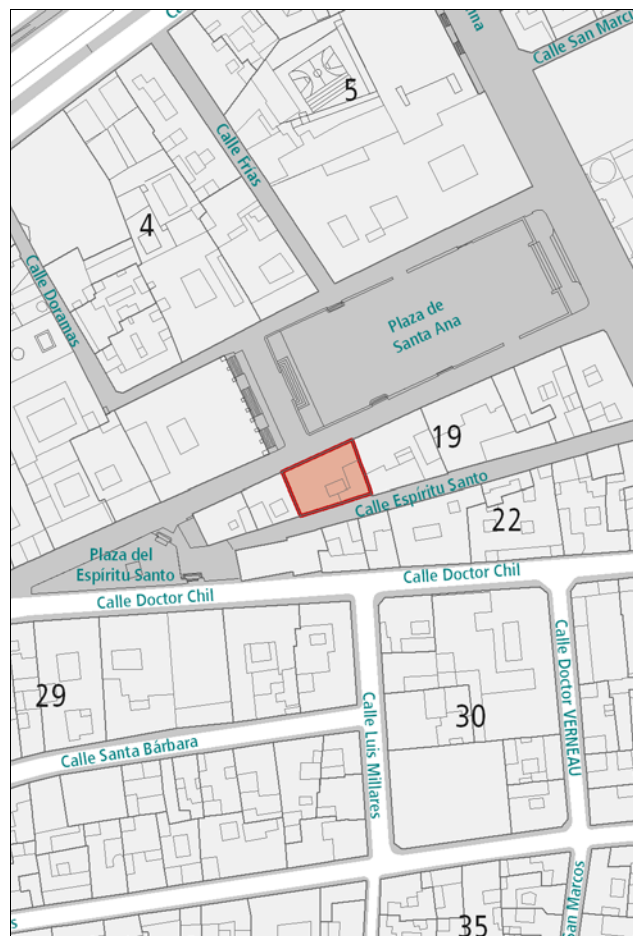 Calle San Marcu
5
Calle Frías
4
Calle Doramas
Plaza de
Santa Ana
19
Calle Espíritu Santo
22
Plaza del
Espíritu Santo
Calle Doctor Chil
Calle Doctor Chil
Calle Doctor VERNEAU
29
30
Calle Luis Millares
Calle Santa Bárbara
an Marcos
35